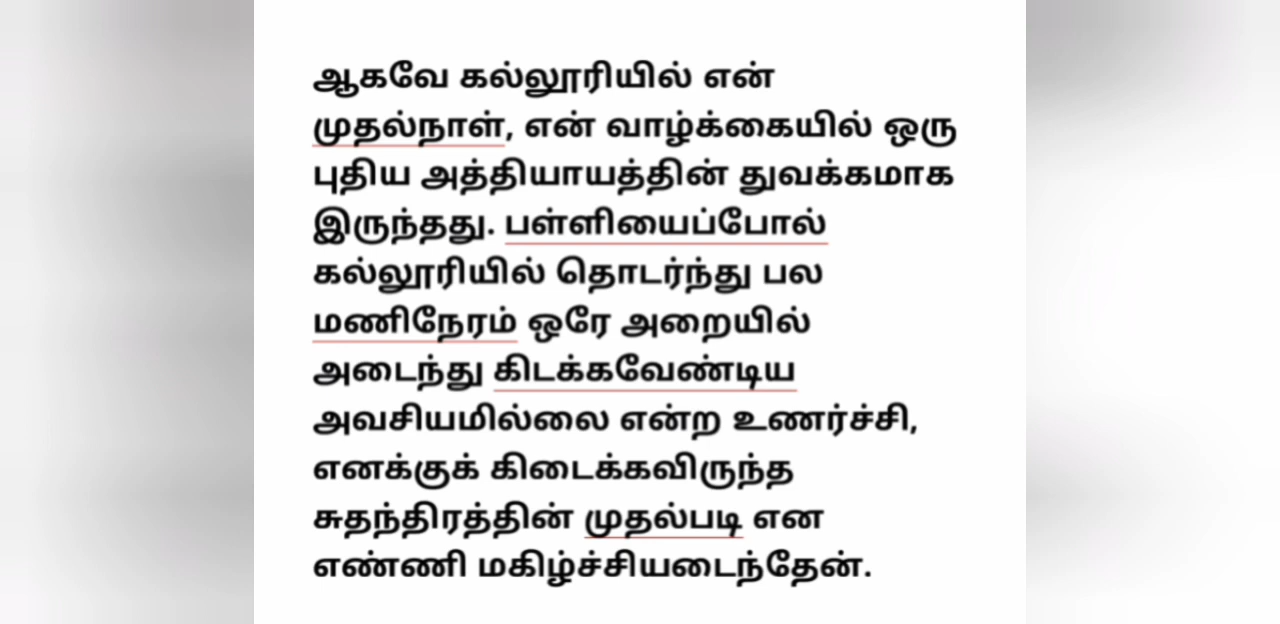 ஆகவே கல்லூரியில் என்
முதல்நாள், என் வாழ்க்கையில் ஒரு
புதிய அத்தியாயத்தின் துவக்கமாக
இருந்தது. பள்ளியைப்போல்
கல்லூரியில் தொடர்ந்து பல
மணிநேரம் ஒரே அறையில்
அடைந்து கிடக்கவேண்டிய
அவசியமில்லை என்ற உணர்ச்சி,
எனக்குக் கிடைக்கவிருந்த
சுதந்திரத்தின் முதல்படி என
எண்ணி மகிழ்ச்சியடைந்தேன்.